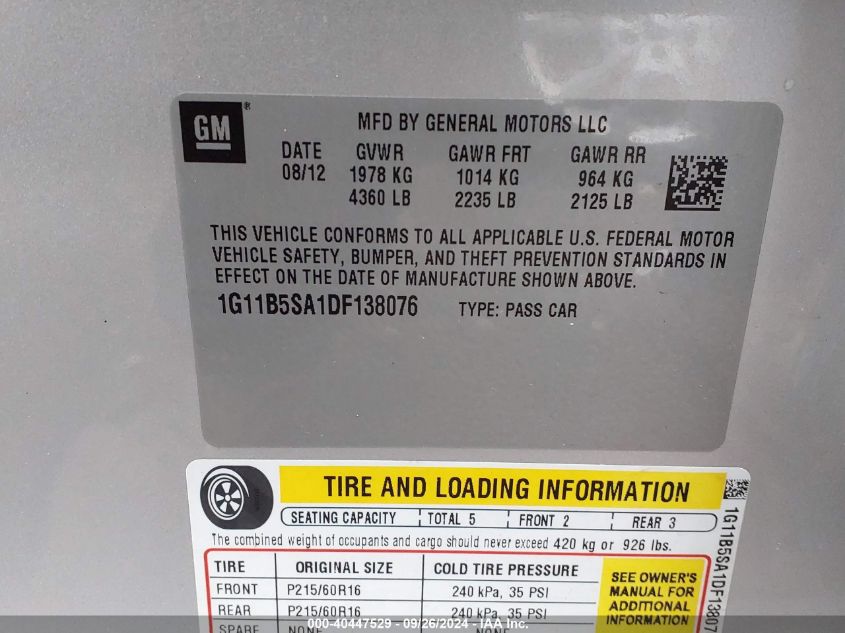 GM
MFD BY GENERAL MOTORS LLC
DATE GVWR GAWR FRT GAWR RR
08/12 1978 KG 1014 KG 964 KG
4360 LB 2235 LB 2125 LB
THIS VEHICLE CONFORMS TO ALL APPLICABLE U.S. FEDERAL MOTOR
VEHICLE SAFETY, BUMPER, AND THEFT PREVENTION STANDARDS IN
EFFECT ON THE DATE OF MANUFACTURE SHOWN ABOVE.
1G11B5SA1DF138076 TYPE: PASS CAR
TIRE AND LOADING INFORMATION
SEATING CAPACITY TOTAL 5 FRONT 2 REAR 3
The combined weight of occupants and cargo should never exceed 420 kg or 926 lbs.
TIRE ORIGINAL SIZE COLD TIRE PRESSURE
FRONT P215/60R16 240 kPa, 35 PSI
REAR P215/60R16 240 kPa, 35 PSI
SPARE NONE NONE
SEE OWNER'S
MANUAL FOR
ADDITIONAL
INFORMATION
1G11B5SA1DF13807
000-40447529 - 09/26/2024 - IAA Inc.